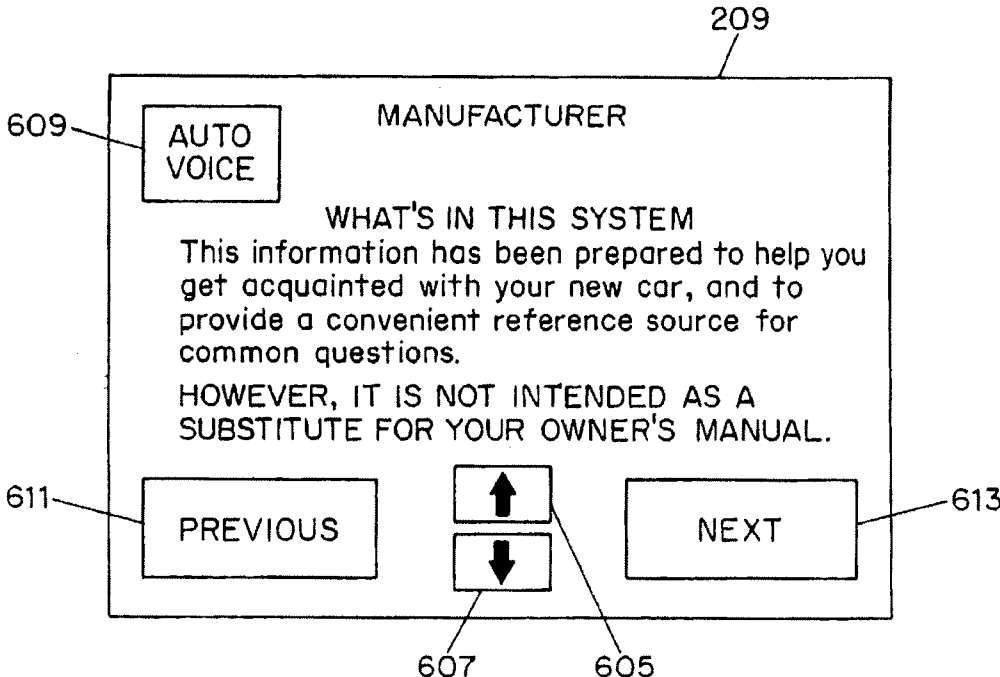 209
609
AUTO
VOICE
MANUFACTURER
WHAT'S IN THIS SYSTEM
This information has been prepared to help you
get acquainted with your new car, and to
provide a convenient reference source for
common questions.
HOWEVER, IT IS NOT INTENDED AS A
SUBSTITUTE FOR YOUR OWNER'S MANUAL.
611
PREVIOUS
NEXT
613
607
605